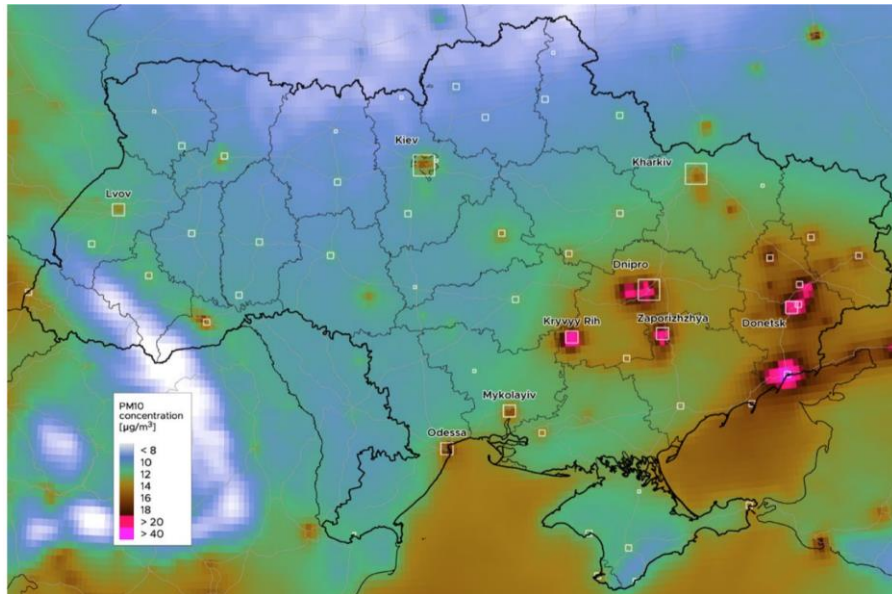 Kiev
Kharkiv
Lvov
Dnipro
Kryvyy Rih
Zaporizhzhya
Donetsk
Mykolayiv
Odessa
PM10
concentration
[µg/m³]
< 8
10
12
14
16
18
> 20
> 40